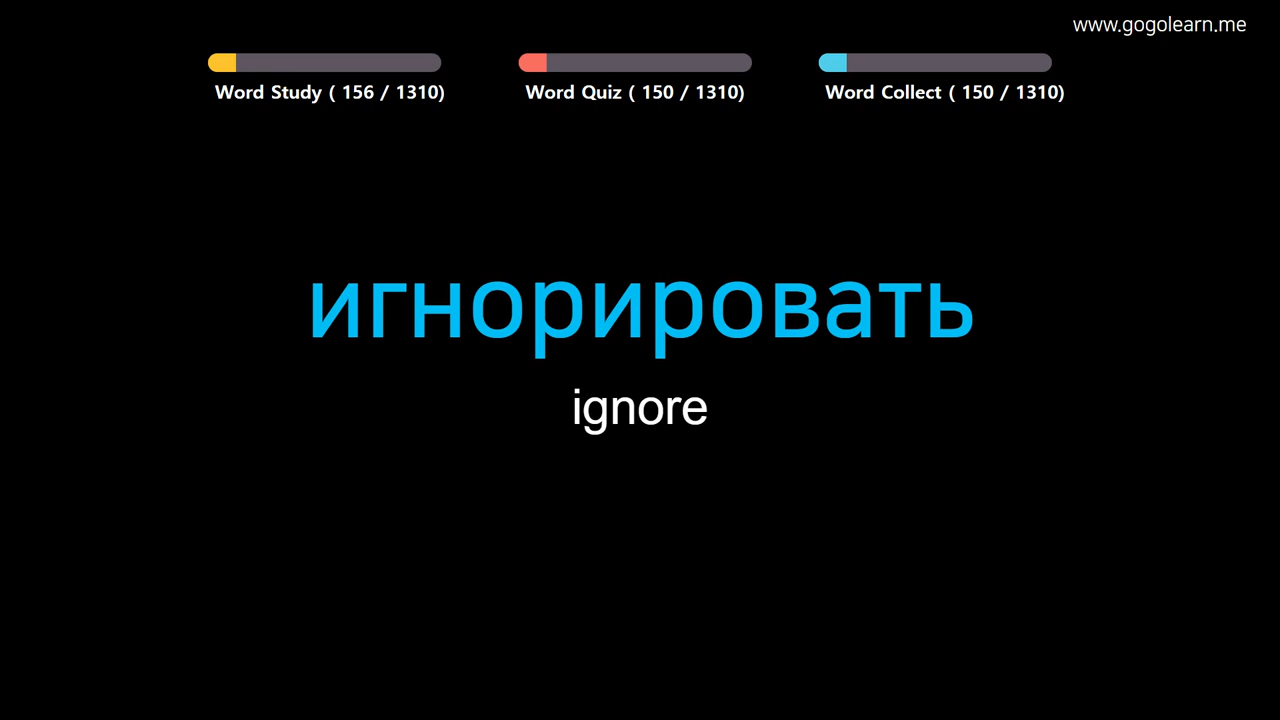 www.gogolearn.me
Word Study ( 156 / 1310)
Word Quiz ( 150 / 1310)
Word Collect ( 150 / 1310)
игнорировать
ignore